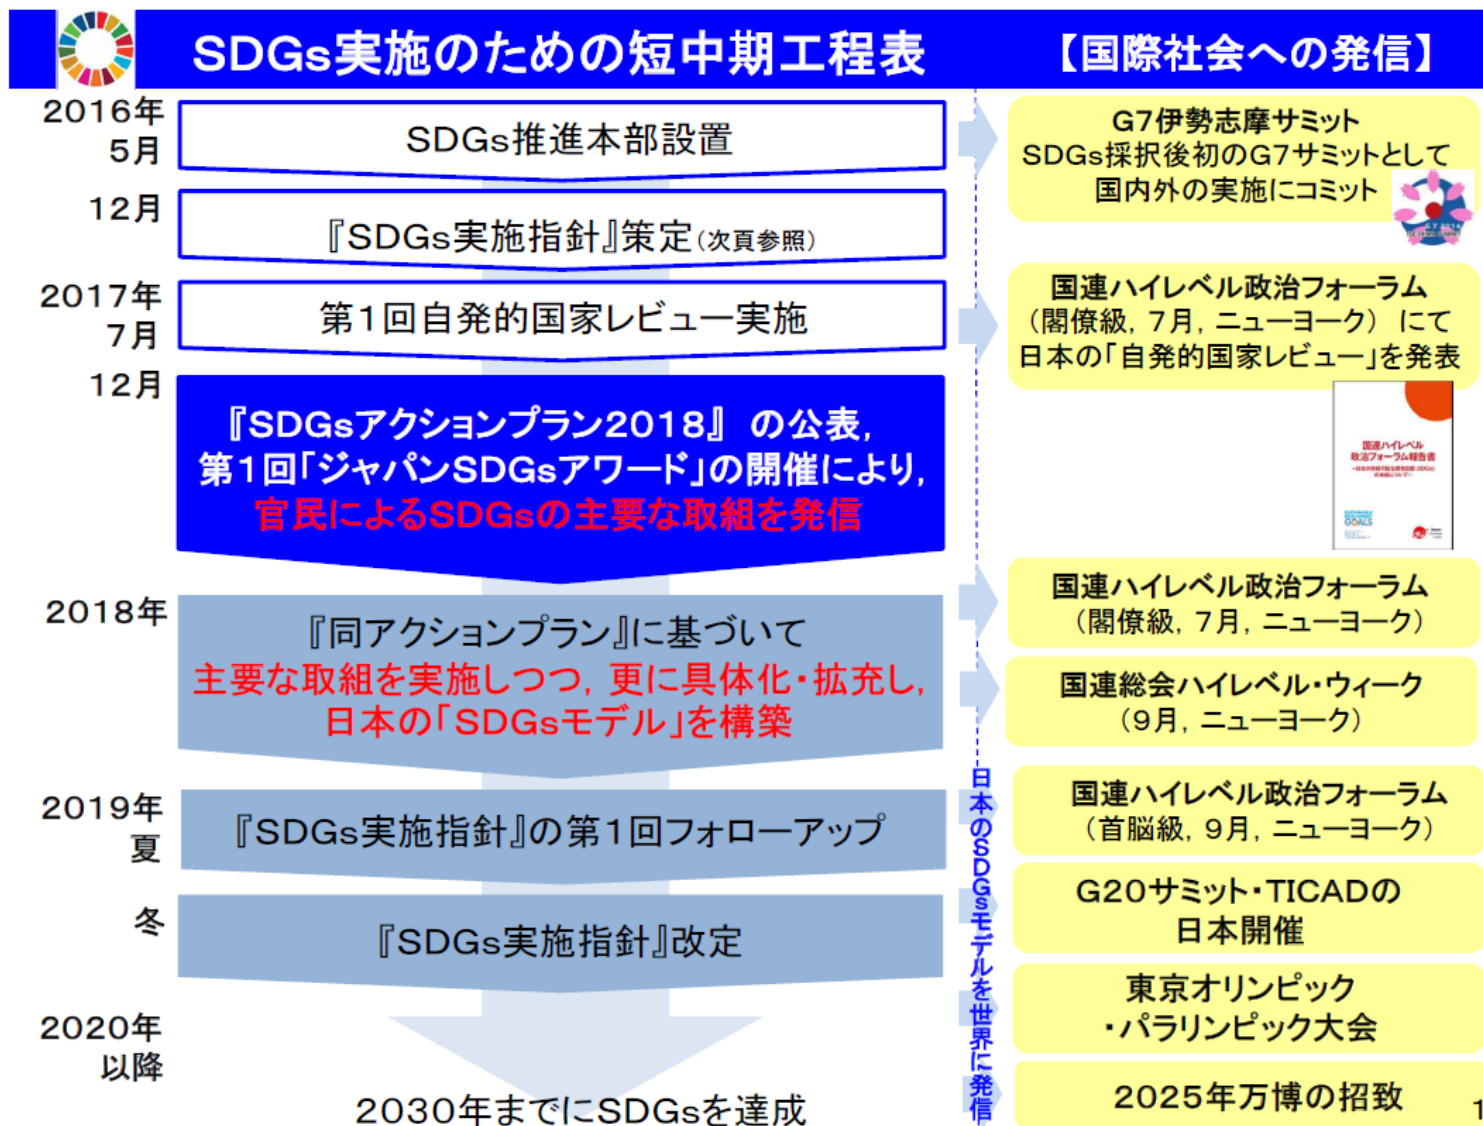 SDGs実施のための短中期工程表
【国際社会への発信】
2016年
5月
SDGs推進本部設置
G7伊勢志摩サミット
SDGs採択後初のG7サミットとして
国内外の実施にコミット
12月
『SDGs実施指針』策定(次頁参照)
2017年
7月
第1回自発的国家レビュー実施
国連ハイレベル政治フォーラム
(閣僚級, 7月, ニューヨーク) にて
日本の「自発的国家レビュー」を発表
12月
『SDGsアクションプラン2018』 の公表,
第1回「ジャパンSDGsアワード」の開催により,
官民によるSDGsの主要な取組を発信
国連ハイレベル
政治フォーラム報告書
GOALS
2018年
『同アクションプラン』に基づいて
主要な取組を実施しつつ, 更に具体化・拡充し,
日本の「SDGsモデル」を構築
国連ハイレベル政治フォーラム
(閣僚級, 7月, ニューヨーク)
国連総会ハイレベル・ウィーク
(9月, ニューヨーク)
日本のSDGsモデルを世界に発信
2019年
夏
『SDGs実施指針』の第1回フォローアップ
国連ハイレベル政治フォーラム
(首脳級, 9月, ニューヨーク)
冬
『SDGs実施指針』改定
G20サミット・TICADの
日本開催
東京オリンピック
・パラリンピック大会
2020年
以降
2030年までにSDGsを達成
2025年万博の招致
1